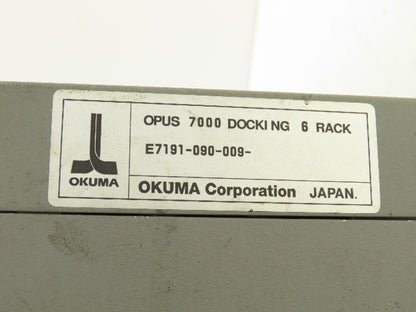 OPUS 7000 DOCKING 6 RACK
E7191-090-009-
OKUMA
OKUMA Corporation JAPAN.